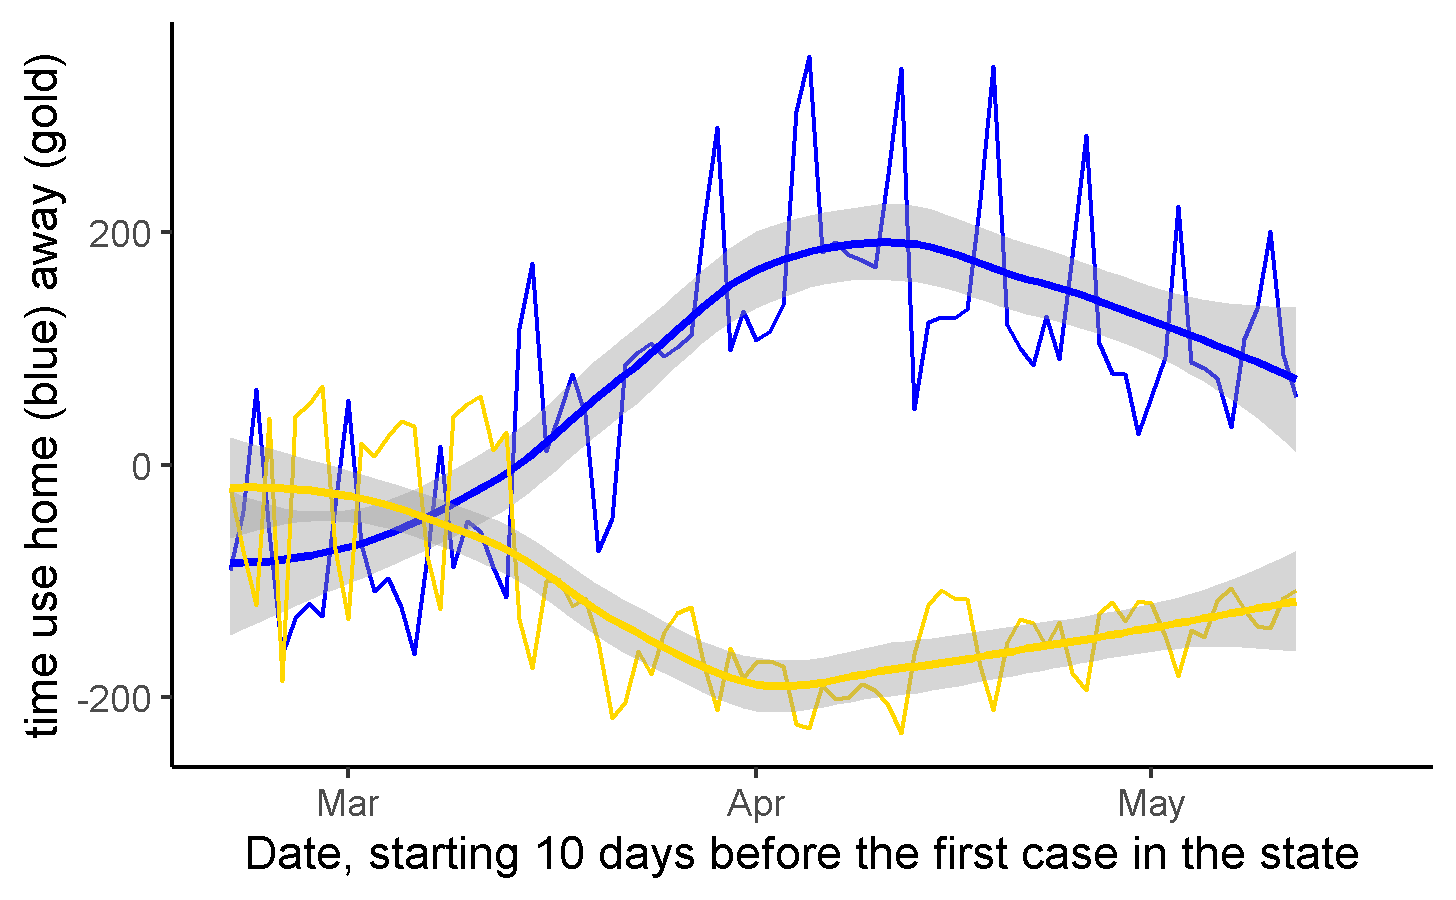 time use home (blue) away (gold)
200
0
-200
Mar Apr May
Date, starting 10 days before the first case in the state